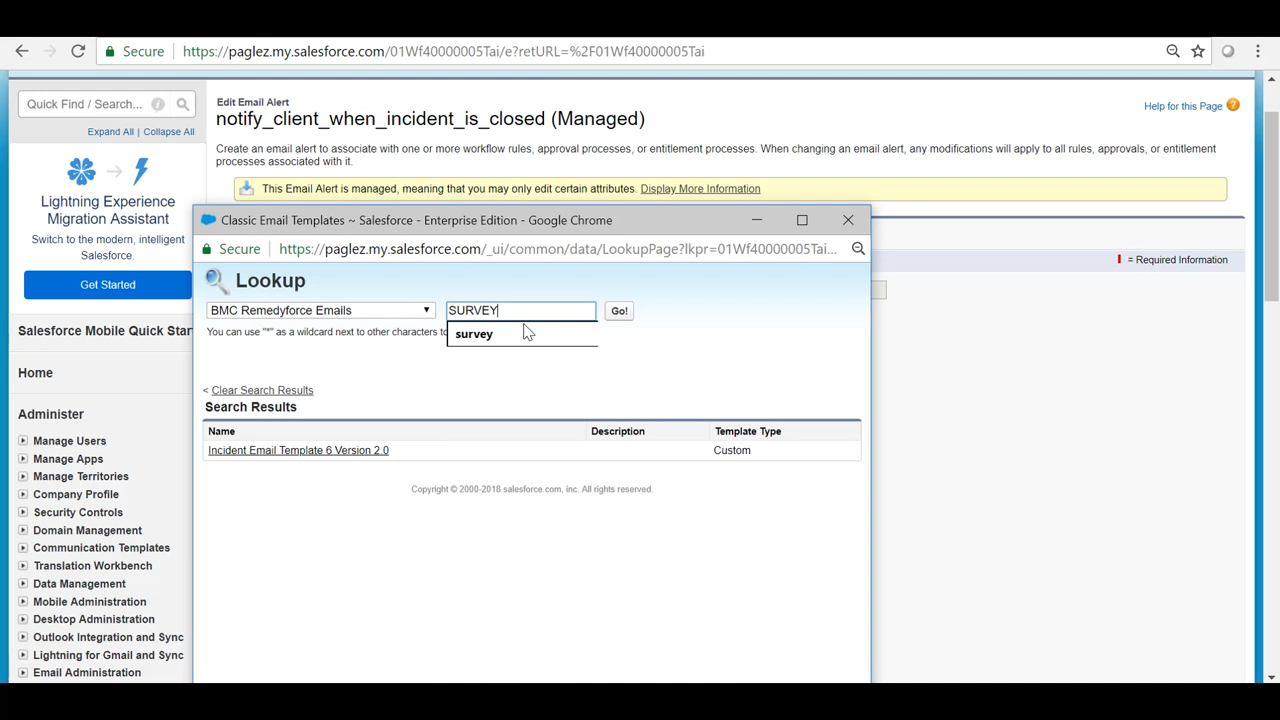 Secure https://paglez.my.salesforce.com/01Wf40000005Tai/e?retURL=%2F01Wf40000005Tai
Quick Find / Search...
Expand All | Collapse All
Lightning Experience
Migration Assistant
Switch to the modern, intelligent
Salesforce.
Get Started
Salesforce Mobile Quick Star
Home
Administer
Manage Users
Manage Apps
Manage Territories
Company Profile
Security Controls
Domain Management
Communication Templates
Translation Workbench
Data Management
Mobile Administration
Desktop Administration
Outlook Integration and Sync
Lightning for Gmail and Sync
Email Administration
Edit Email Alert
notify_client_when_incident_is_closed (Managed)
Help for this Page
Create an email alert to associate with one or more workflow rules, approval processes, or entitlement processes. When changing an email alert, any modifications will apply to all rules, approvals, or entitlement
processes associated with it.
This Email Alert is managed, meaning that you may only edit certain attributes. Display More Information
= Required Information
Classic Email Templates ~ Salesforce - Enterprise Edition - Google Chrome
Secure https://paglez.my.salesforce.com/_ui/common/data/LookupPage?lkpr=01Wf40000005Tai...
Lookup
BMC Remedyforce Emails SURVEY Go!
You can use "*" as a wildcard next to other characters to
survey
< Clear Search Results
Search Results
Name Description Template Type
Incident Email Template 6 Version 2.0 Custom
Copyright © 2000-2018 salesforce.com, inc. All rights reserved.